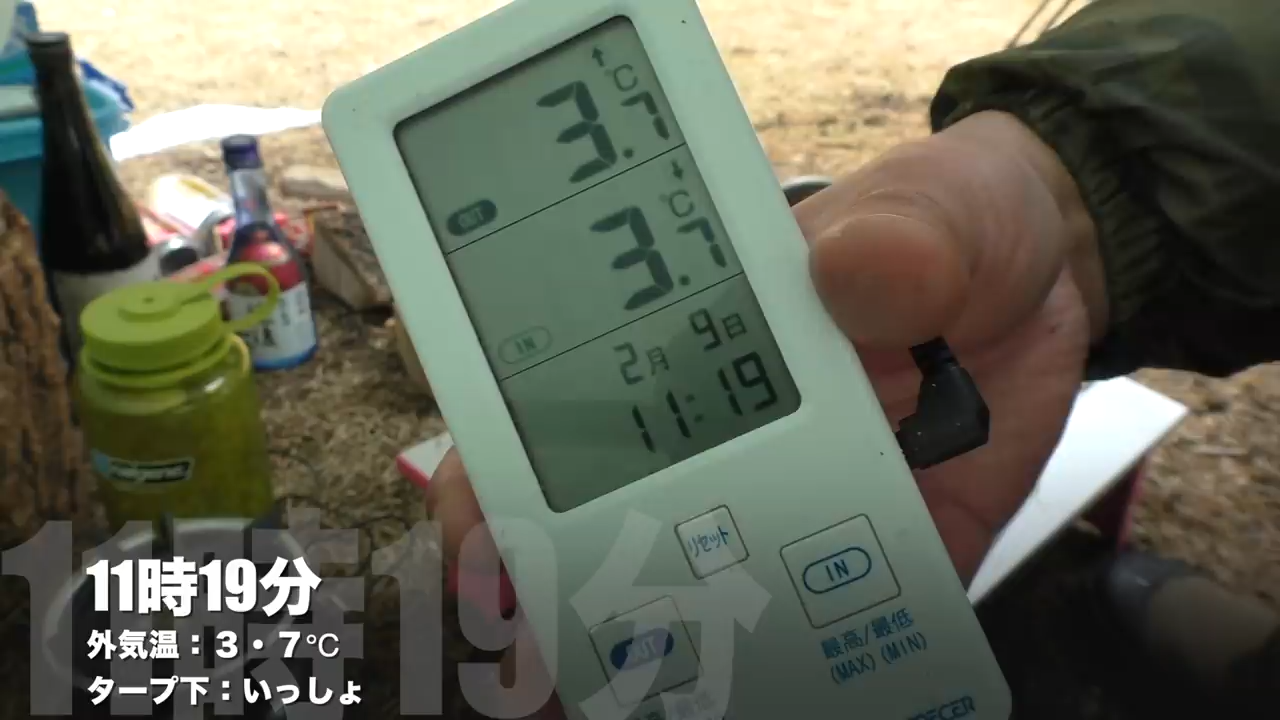 ↑
℃
3.7
OUT
↓
℃
3.7
IN
2月 9日
11:19
リセット
IN
OUT
最高/最低
(MAX) (MIN)
11時19分
11時19分
外気温：3・7℃
タープ下：いっしょ